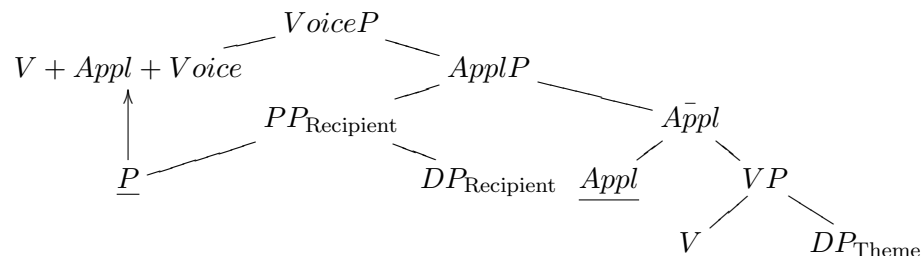 VoiceP
V + Appl + Voice ApplP
PP_Recipient Appl̄
P DP_Recipient Appl VP
V DP_Theme